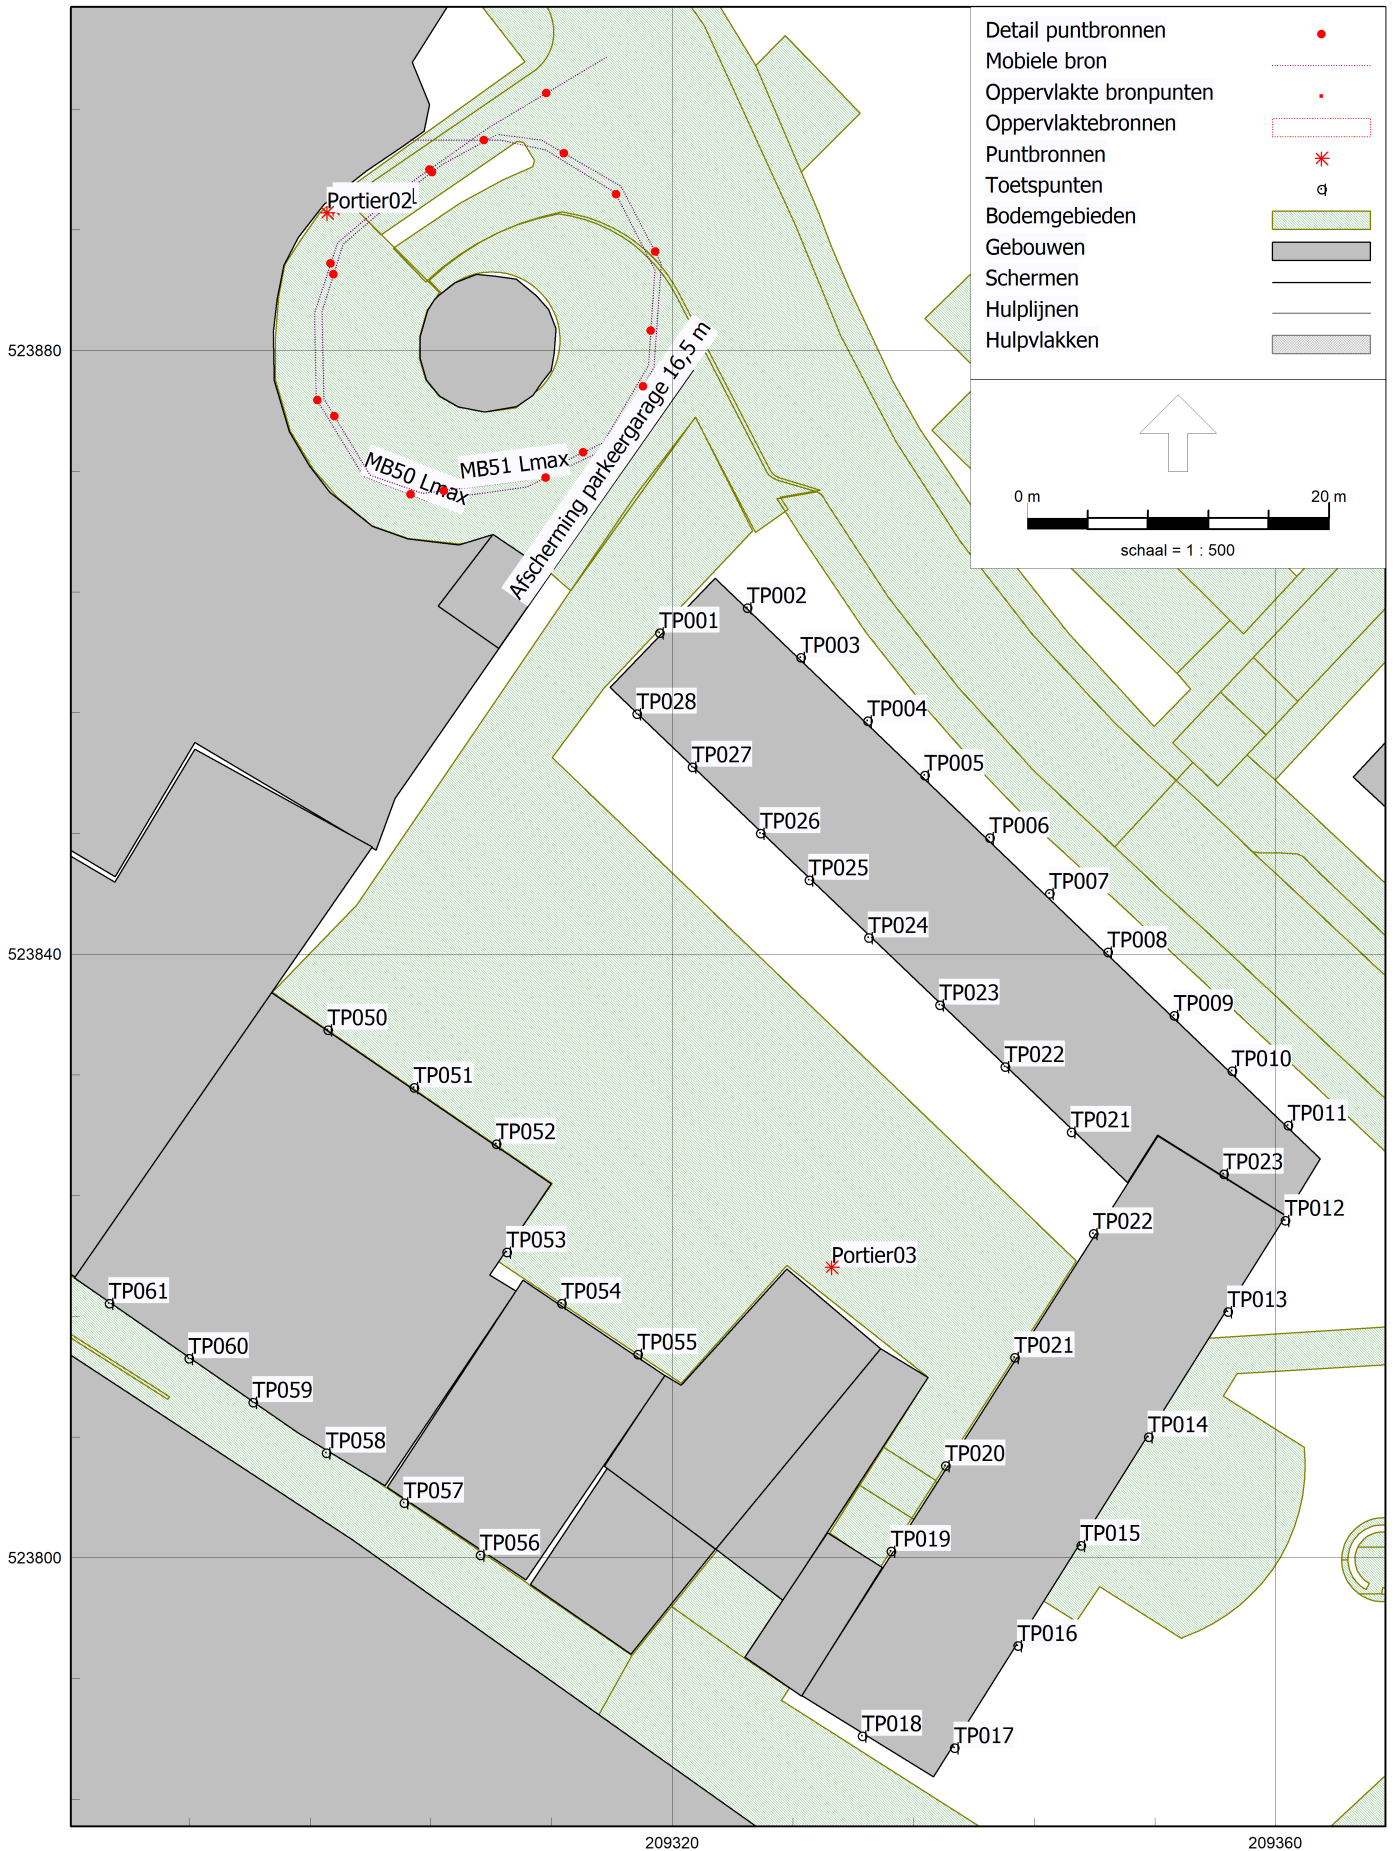 Detail puntbronnen
Mobiele bron
Oppervlakte bronpunten
Oppervlaktebronnen
Puntbronnen
Toetspunten
Bodemgebieden
Gebouwen
Schermen
Hulplijnen
Hulpvlakken
0 m
20 m
schaal = 1 : 500
Portier02
523880
Afscherming parkeergarage 16,5 m
MB50 Lmax
MB51 Lmax
TP002
TP001
TP003
TP028
TP004
TP027
TP005
TP026
TP006
TP025
TP007
TP024
TP008
523840
TP023
TP009
TP050
TP022
TP010
TP051
TP021
TP011
TP052
TP023
TP012
TP022
TP053
Portier03
TP061
TP054
TP013
TP060
TP055
TP021
TP059
TP014
TP058
TP020
TP057
TP015
TP056
TP019
523800
TP016
TP018
TP017
209320
209360